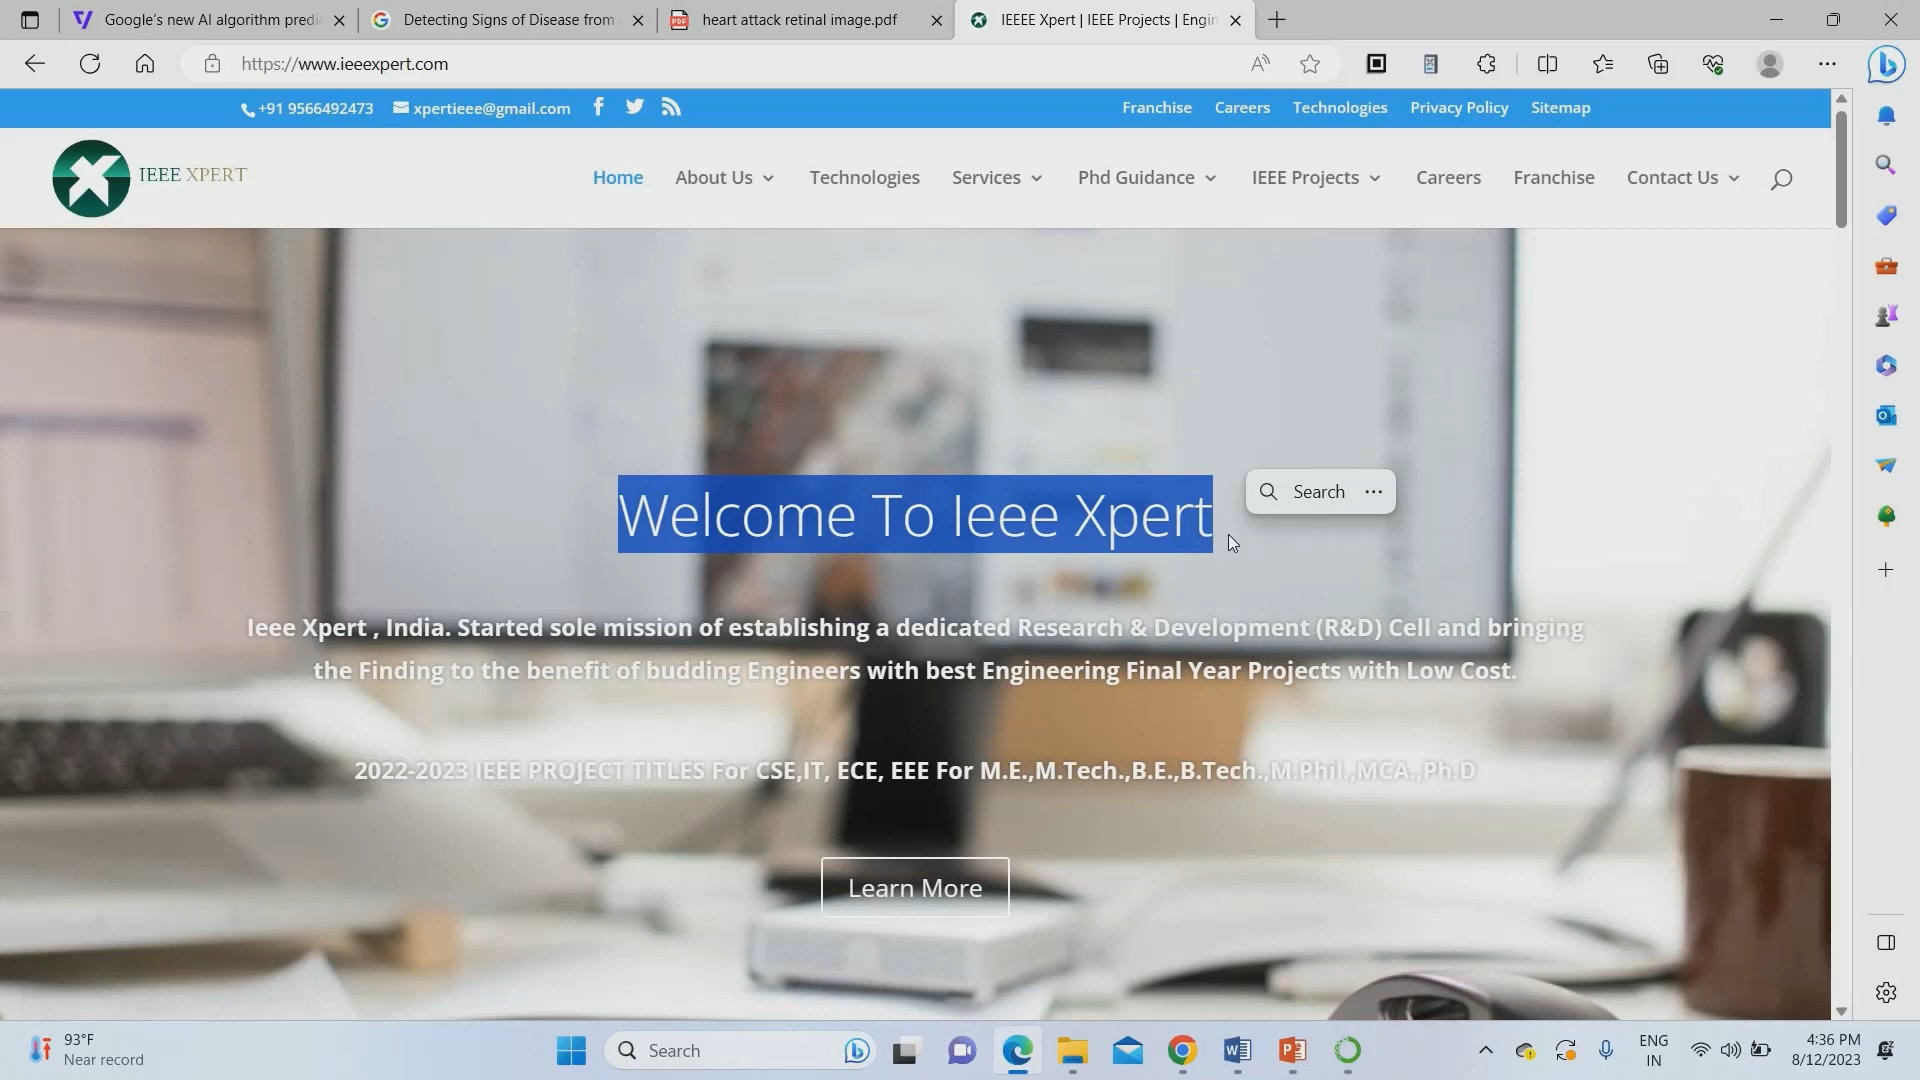 Google's new AI algorithm predi
Detecting Signs of Disease from
heart attack retinal image.pdf
IEEEE Xpert | IEEE Projects | Engin
https://www.ieeexpert.com
+91 9566492473
xpertieee@gmail.com
Franchise
Careers
Technologies
Privacy Policy
Sitemap
IEEE XPERT
Home
About Us
Technologies
Services
Phd Guidance
IEEE Projects
Careers
Franchise
Contact Us
Welcome To Ieee Xpert
Search
Ieee Xpert , India. Started sole mission of establishing a dedicated Research & Development (R&D) Cell and bringing
the Finding to the benefit of budding Engineers with best Engineering Final Year Projects with Low Cost.
2022-2023 IEEE PROJECT TITLES For CSE,IT, ECE, EEE For M.E.,M.Tech.,B.E.,B.Tech.,M.Phil.,MCA.,Ph.D
Learn More
93°F
Near record
Search
ENG
IN
4:36 PM
8/12/2023